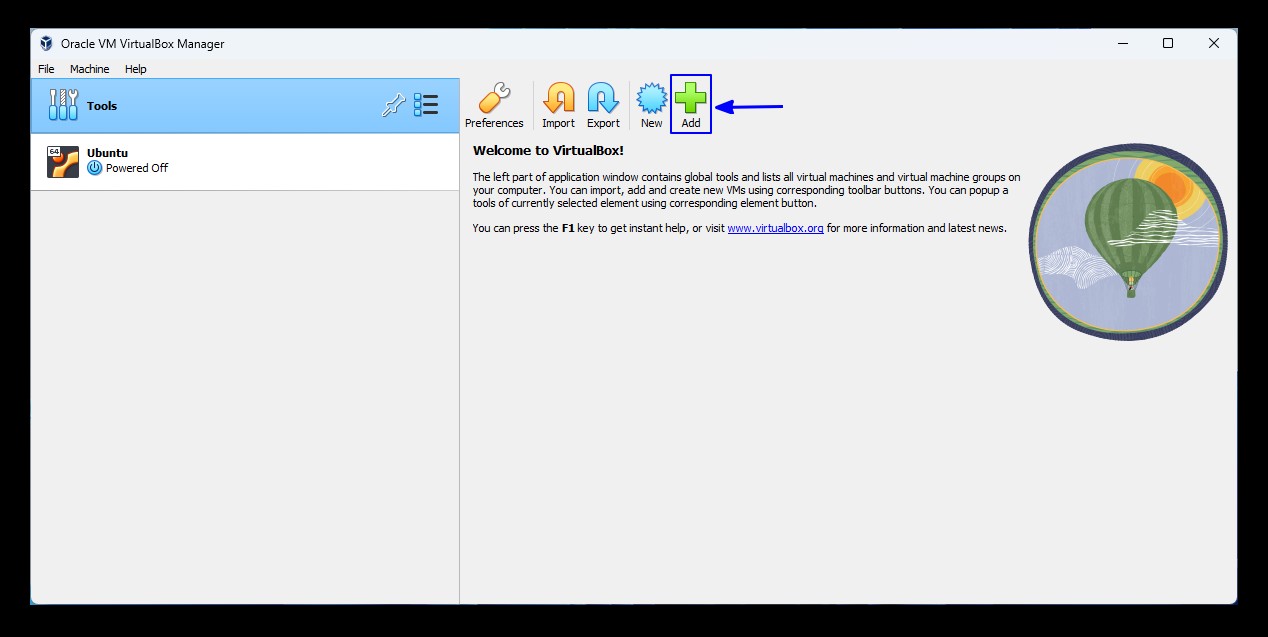 Oracle VM VirtualBox Manager
File Machine Help
Tools
Preferences Import Export New Add
64
Ubuntu
Powered Off
Welcome to VirtualBox!
The left part of application window contains global tools and lists all virtual machines and virtual machine groups on
your computer. You can import, add and create new VMs using corresponding toolbar buttons. You can popup a
tools of currently selected element using corresponding element button.
You can press the F1 key to get instant help, or visit www.virtualbox.org for more information and latest news.